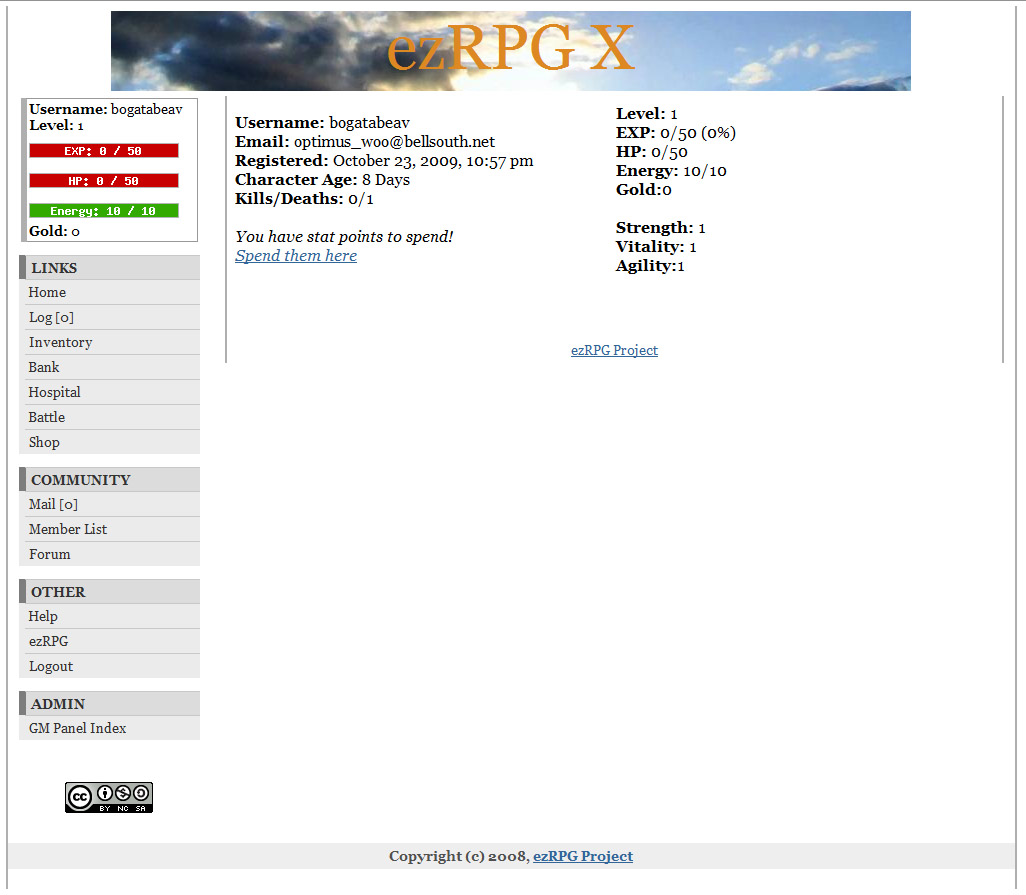 ezRPG X
Username: bogatabeav
Level: 1
EXP: 0 / 50
HP: 0 / 50
Energy: 10 / 10
Gold: 0
LINKS
Home
Log [0]
Inventory
Bank
Hospital
Battle
Shop
COMMUNITY
Mail [0]
Member List
Forum
OTHER
Help
ezRPG
Logout
ADMIN
GM Panel Index
cc
BY NC SA
Username: bogatabeav
Email: optimus_woo@bellsouth.net
Registered: October 23, 2009, 10:57 pm
Character Age: 8 Days
Kills/Deaths: 0/1
You have stat points to spend!
Spend them here
Level: 1
EXP: 0/50 (0%)
HP: 0/50
Energy: 10/10
Gold:0
Strength: 1
Vitality: 1
Agility:1
ezRPG Project
Copyright (c) 2008, ezRPG Project